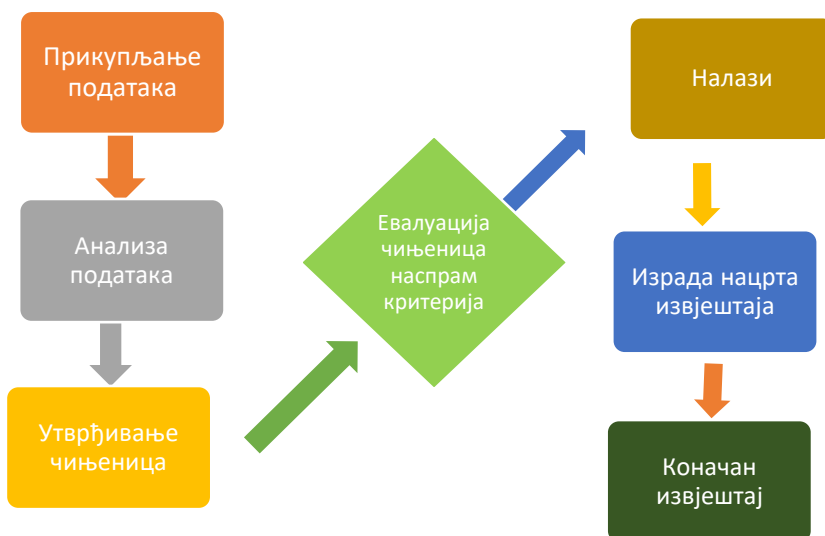 Прикупљање
података
Анализа
података
Утврђивање
чињеница
Евалуација
чињеница
наспрам
критерија
Налази
Израда нацрта
извјештаја
Коначан
извјештај